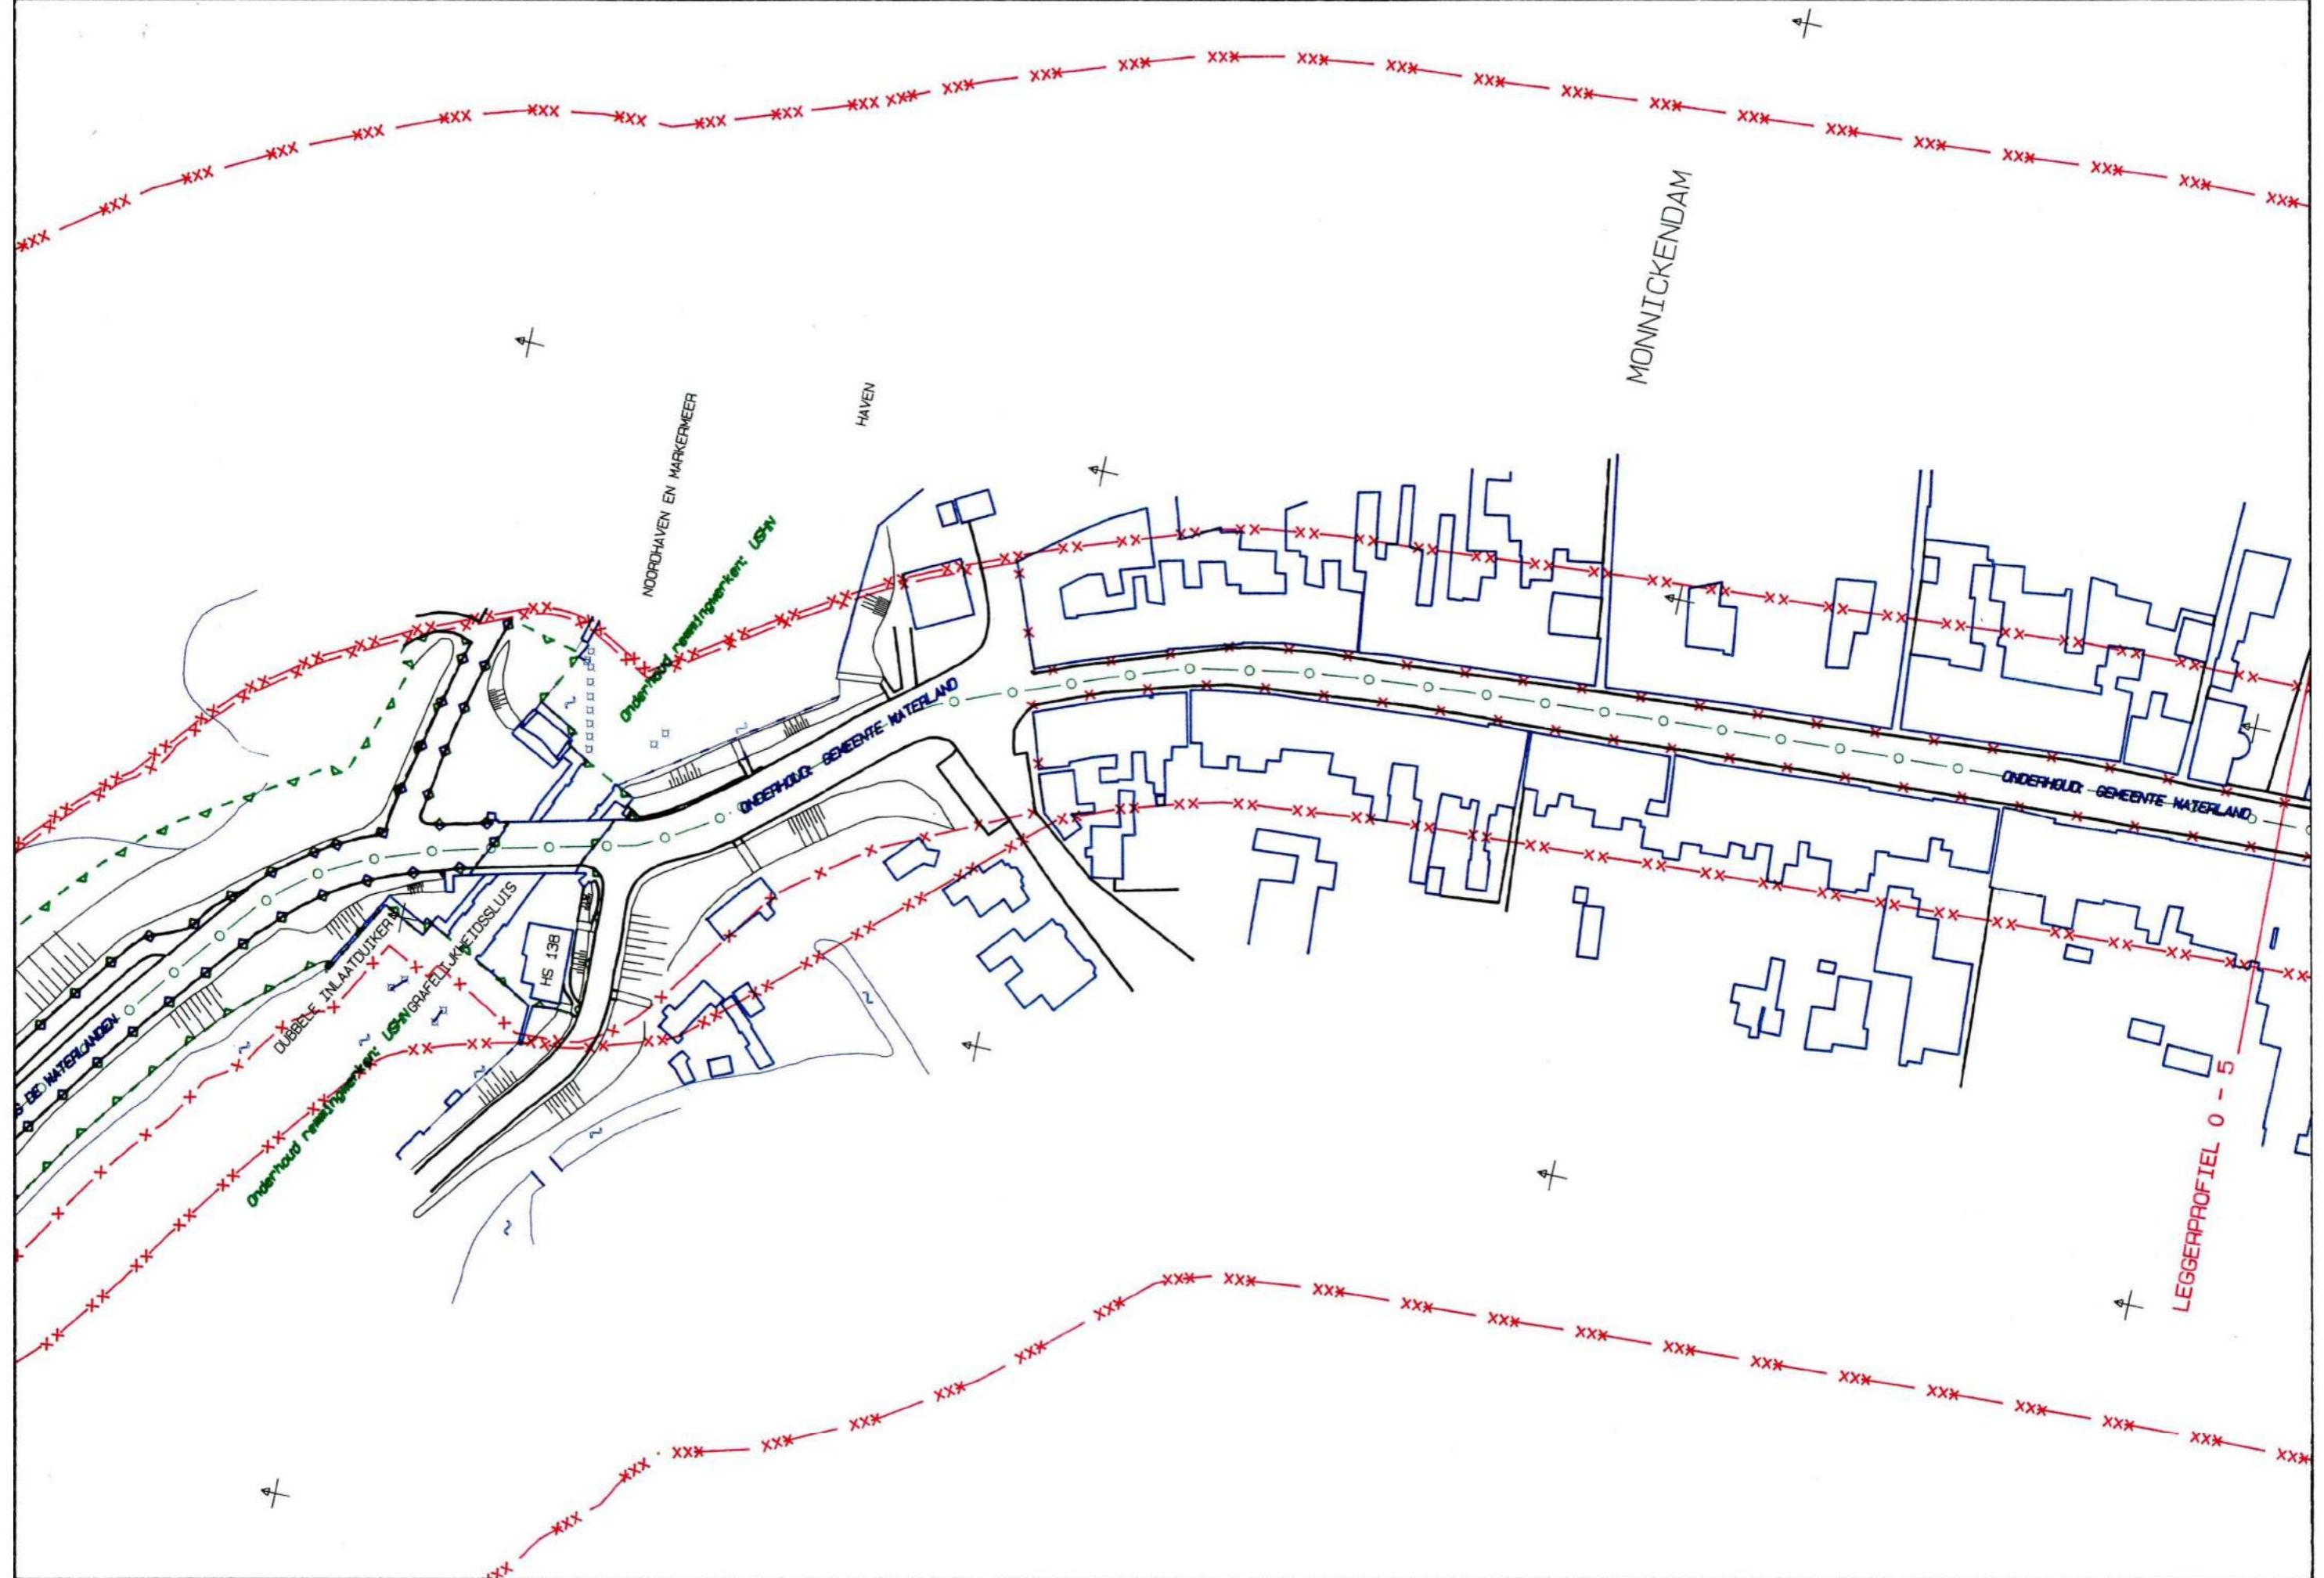 MONNICKENDAM
HAVEN
NOORDHAVEN EN MARKERMEER
Onderhoud remmingwerken: USHN
ONDERHOUD: GEMEENTE WATERLAND
ONDERHOUD: GEMEENTE WATERLAND
HS 138
DUBBELE INLAATDUIKER
GRAFELIJKHEIDSSLUIS
DE WATERLANDEN
Onderhoud remmingwerken: USHN
LEGGERPROFIEL 0 - 5